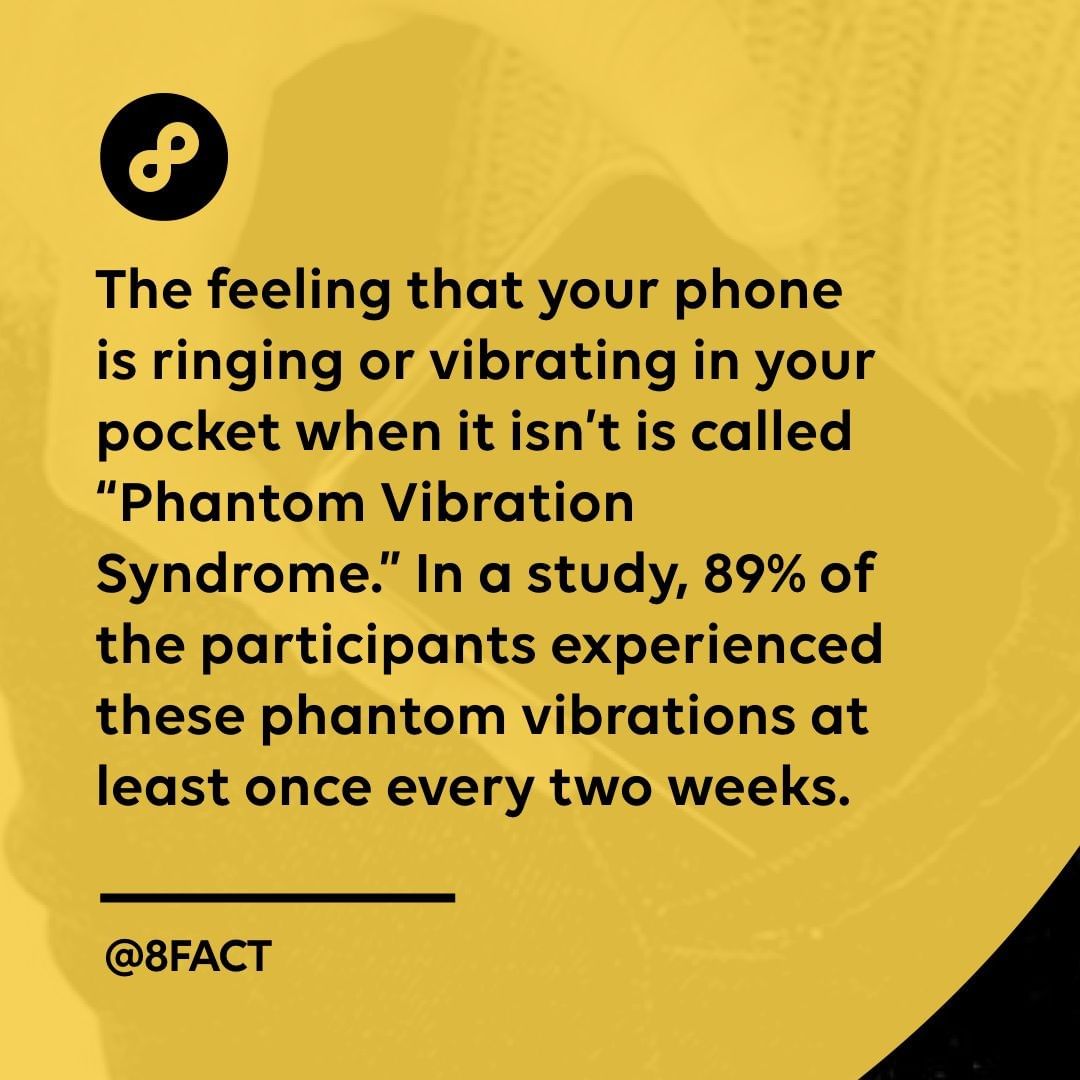 The feeling that your phone
is ringing or vibrating in your
pocket when it isn’t is called
“Phantom Vibration
Syndrome.” In a study, 89% of
the participants experienced
these phantom vibrations at
least once every two weeks.
@8FACT